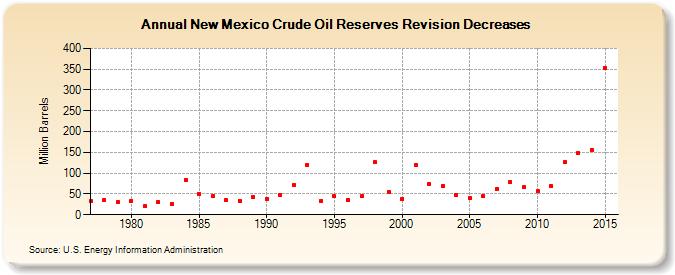 Annual New Mexico Crude Oil Reserves Revision Decreases
Million Barrels
400
350
300
250
200
150
100
50
0
1980 1985 1990 1995 2000 2005 2010 2015
Source: U.S. Energy Information Administration